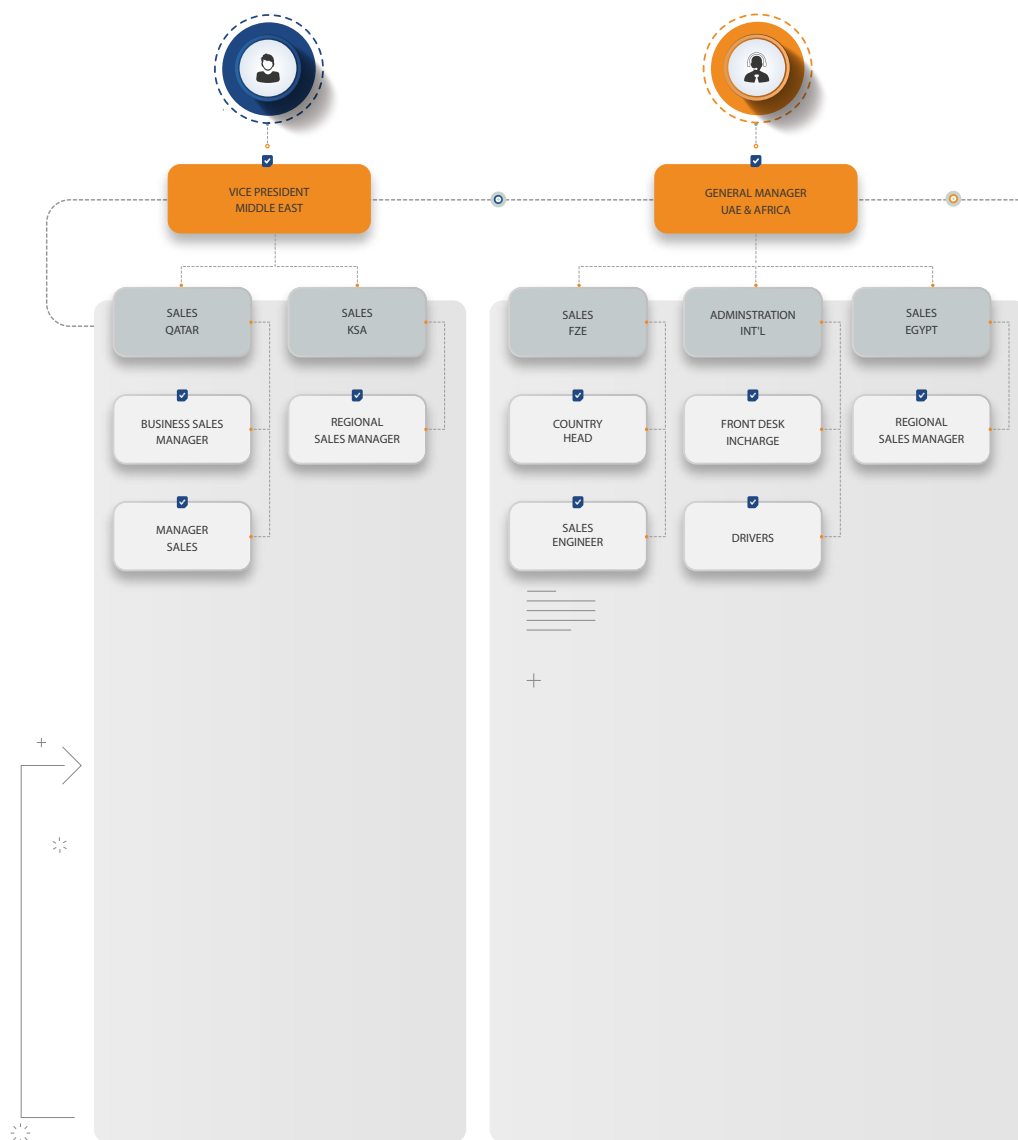 VICE PRESIDENT
MIDDLE EAST
GENERAL MANAGER
UAE & AFRICA
SALES
QATAR
SALES
KSA
SALES
FZE
ADMINSTRATION
INT'L
SALES
EGYPT
BUSINESS SALES
MANAGER
REGIONAL
SALES MANAGER
COUNTRY
HEAD
FRONT DESK
INCHARGE
REGIONAL
SALES MANAGER
MANAGER
SALES
SALES
ENGINEER
DRIVERS